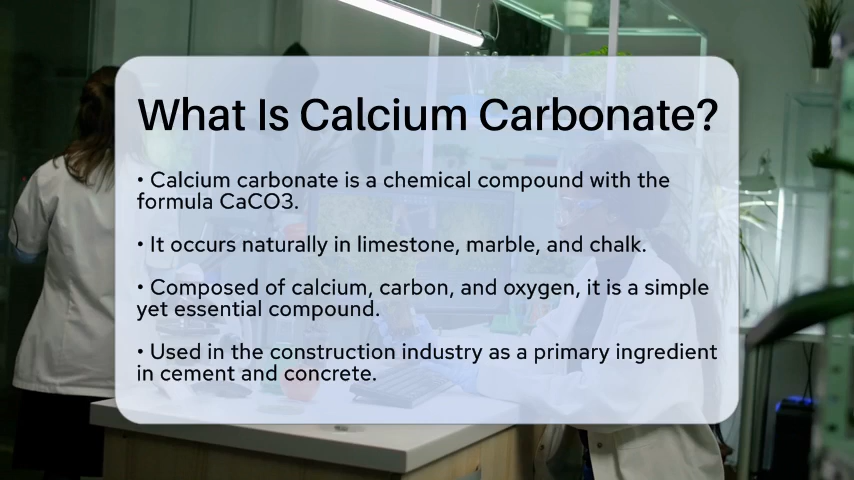 What Is Calcium Carbonate?
• Calcium carbonate is a chemical compound with the
formula CaCO3.
• It occurs naturally in limestone, marble, and chalk.
• Composed of calcium, carbon, and oxygen, it is a simple
yet essential compound.
• Used in the construction industry as a primary ingredient
in cement and concrete.